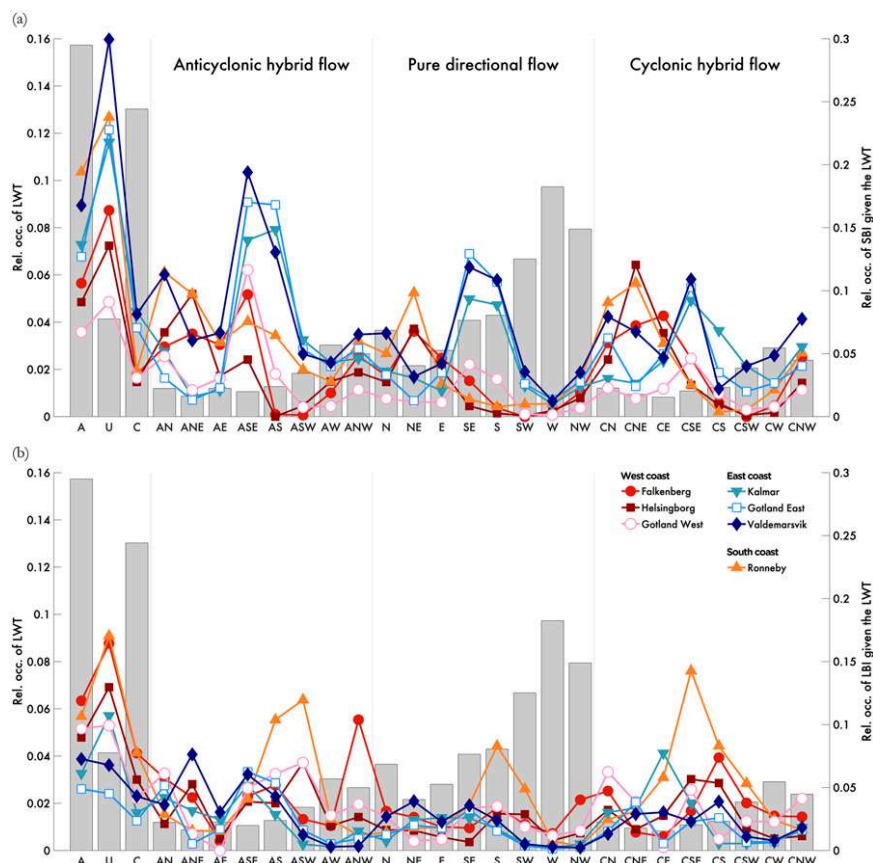 (a)
Anticyclonic hybrid flow Pure directional flow Cyclonic hybrid flow
Rel. occ. of LWT
0.16
0.14
0.12
0.1
0.08
0.06
0.04
0.02
0
0.3
0.25
0.2
0.15
0.1
0.05
0
Rel. occ. of SBI given the LWT
A U C AN ANE AE ASE AS ASW AW ANW N NE E SE S SW W NW CN CNE CE CSE CS CSW CW CNW
(b)
Rel. occ. of LWT
0.16
0.14
0.12
0.1
0.08
0.06
0.04
0.02
0
0.3
0.25
0.2
0.15
0.1
0.05
0
Rel. occ. of LBI given the LWT
West coast East coast
Falkenberg Kalmar
Helsingborg Gotland East
Gotland West Valdemarsvik
South coast
Ronneby
A U C AN ANE AE ASE AS ASW AW ANW N NE E SE S SW W NW CN CNE CE CSE CS CSW CW CNW